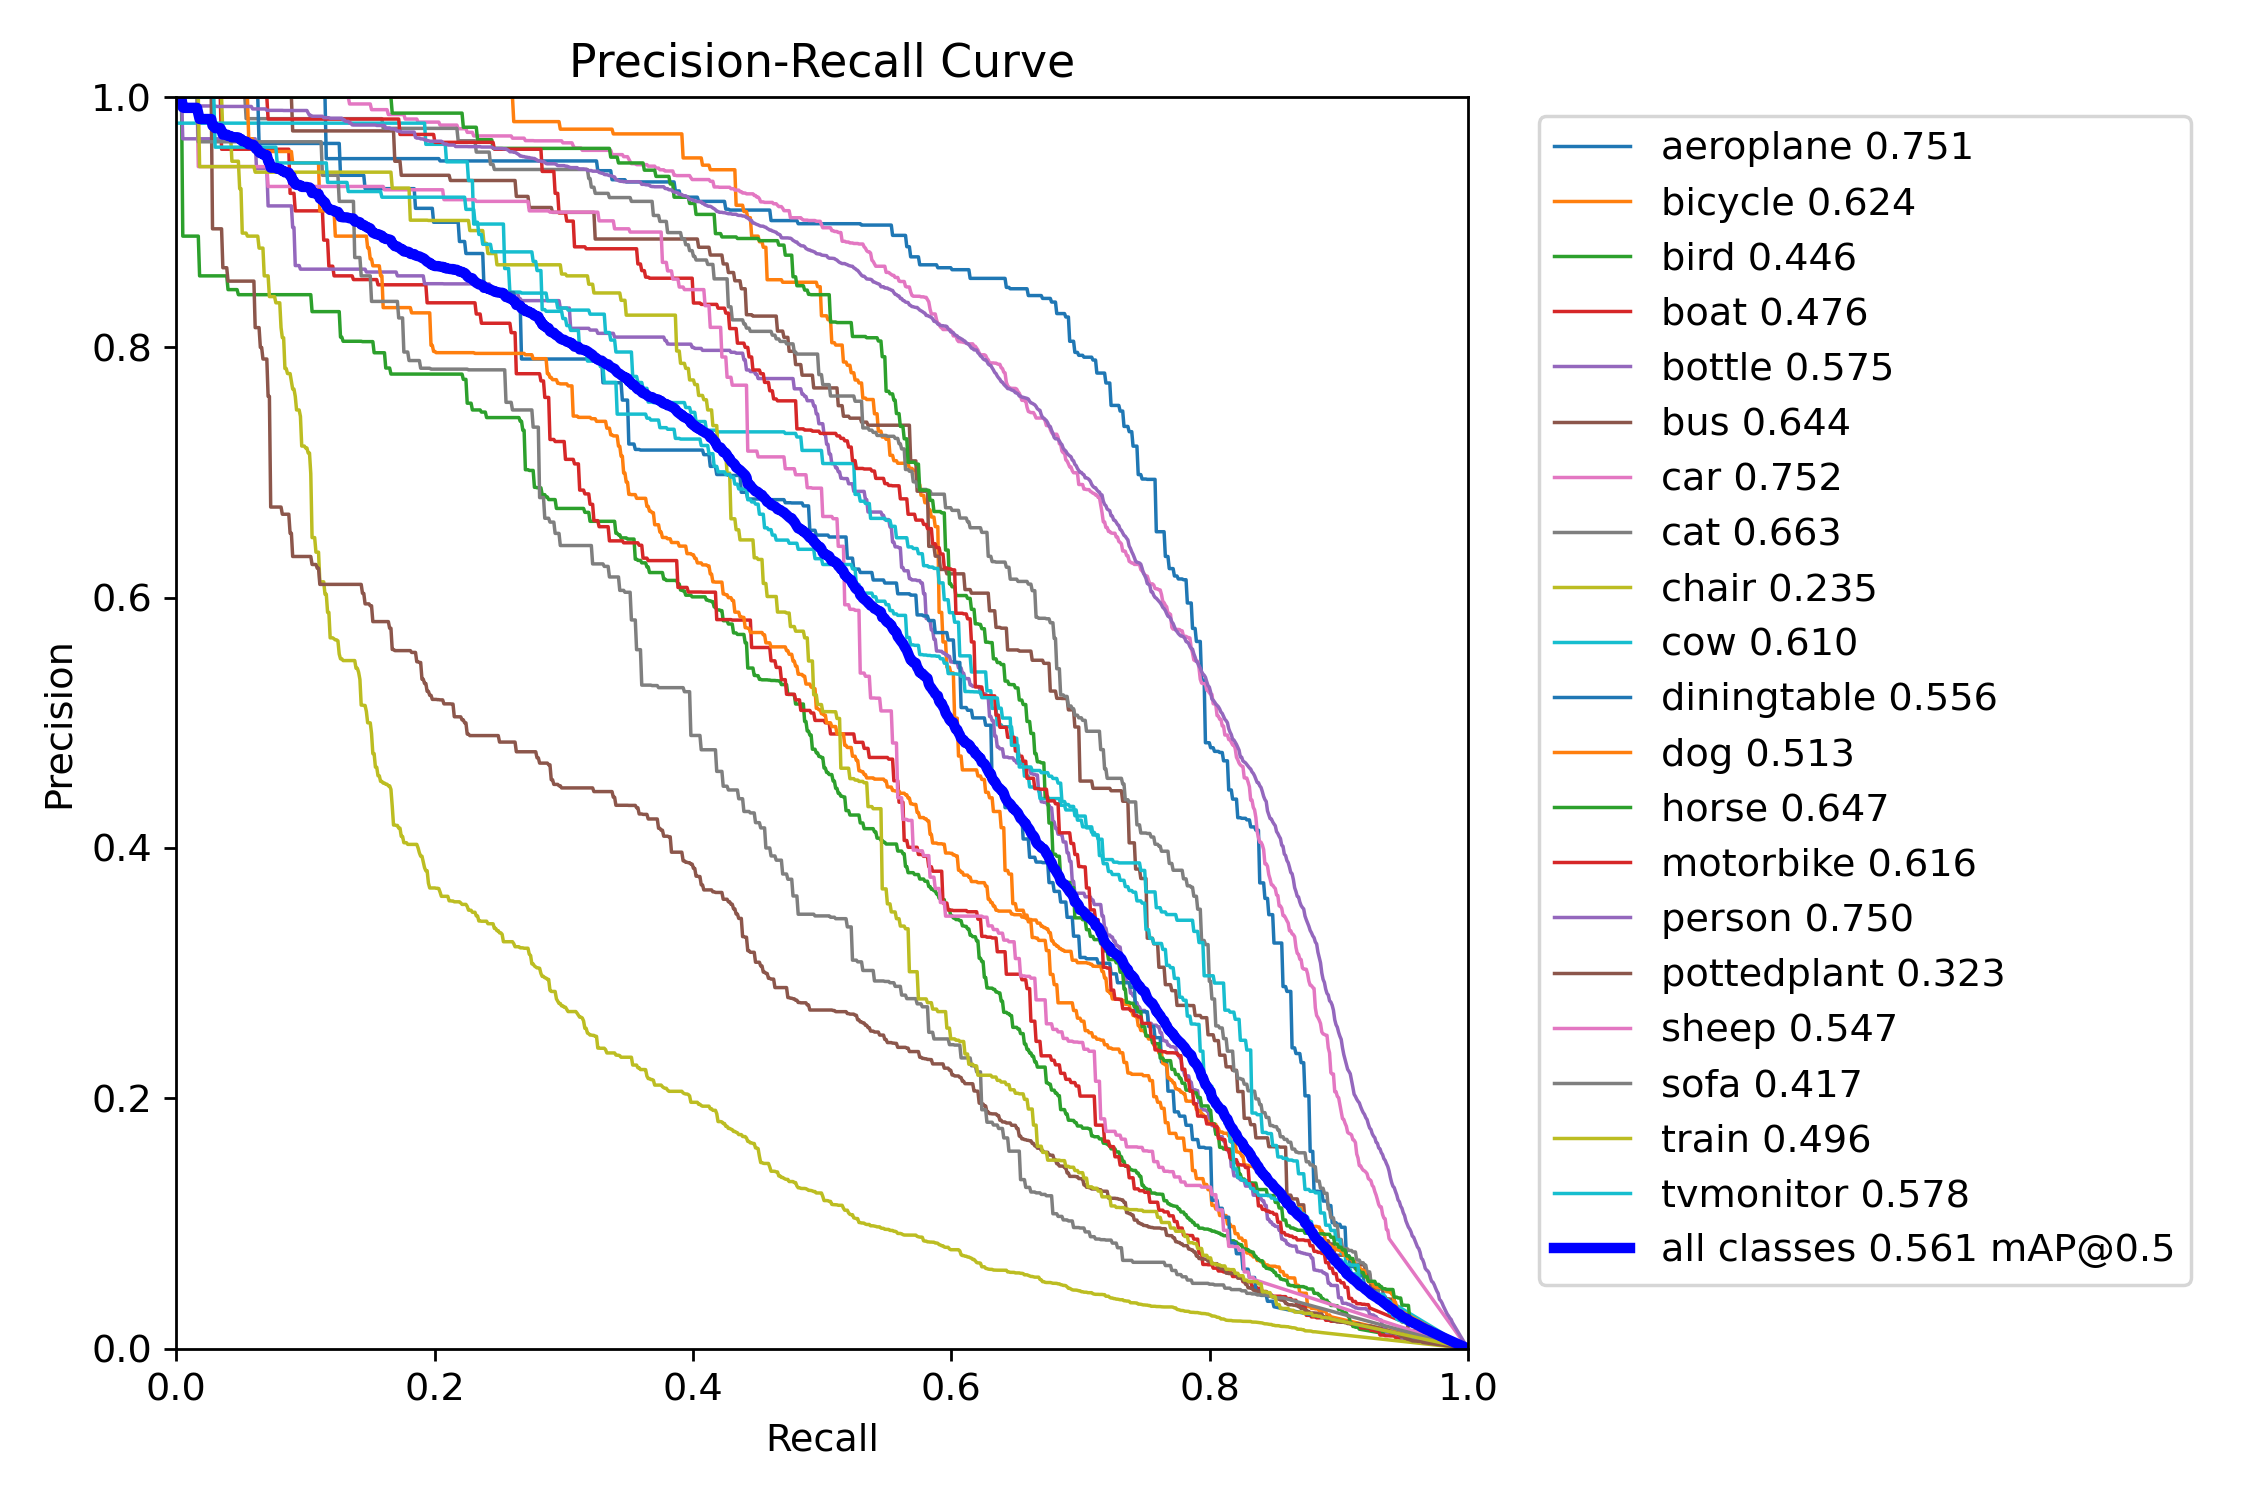 Precision-Recall Curve
1.0
0.8
0.6
0.4
0.2
0.0
Precision
0.0 0.2 0.4 0.6 0.8 1.0
Recall
aeroplane 0.751
bicycle 0.624
bird 0.446
boat 0.476
bottle 0.575
bus 0.644
car 0.752
cat 0.663
chair 0.235
cow 0.610
diningtable 0.556
dog 0.513
horse 0.647
motorbike 0.616
person 0.750
pottedplant 0.323
sheep 0.547
sofa 0.417
train 0.496
tvmonitor 0.578
all classes 0.561 mAP@0.5